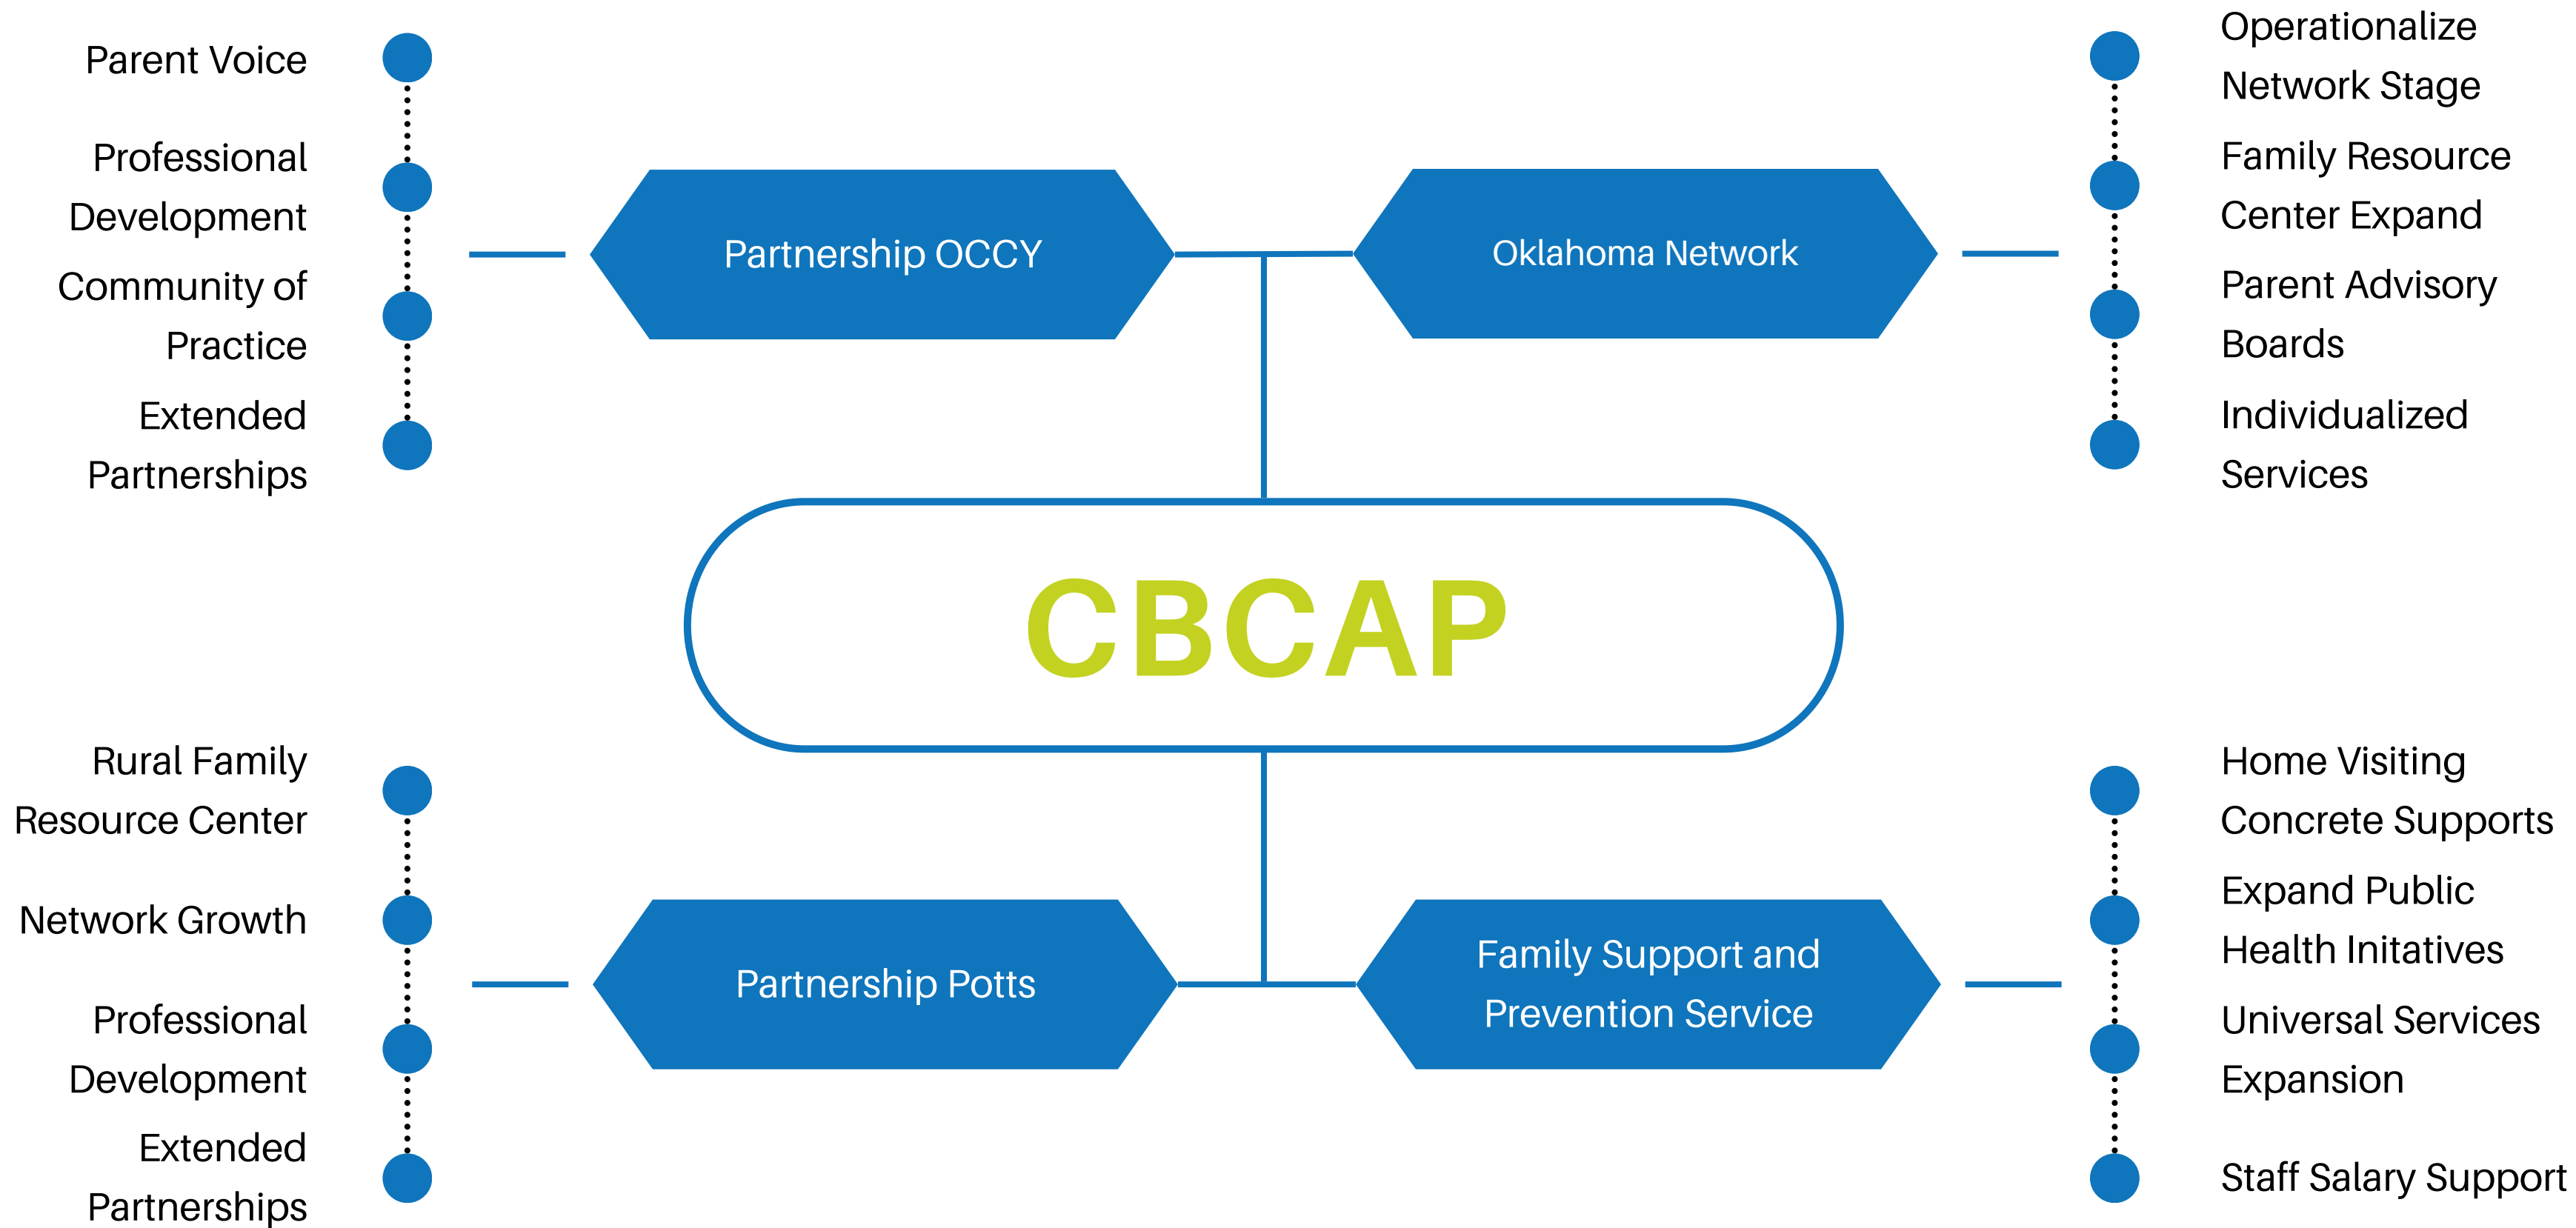 Parent Voice
Professional
Development
Community of
Practice
Extended
Partnerships
Partnership OCCY
Oklahoma Network
Operationalize
Network Stage
Family Resource
Center Expand
Parent Advisory
Boards
Individualized
Services
CBCAP
Rural Family
Resource Center
Network Growth
Professional
Development
Extended
Partnerships
Partnership Potts
Family Support and
Prevention Service
Home Visiting
Concrete Supports
Expand Public
Health Initatives
Universal Services
Expansion
Staff Salary Support